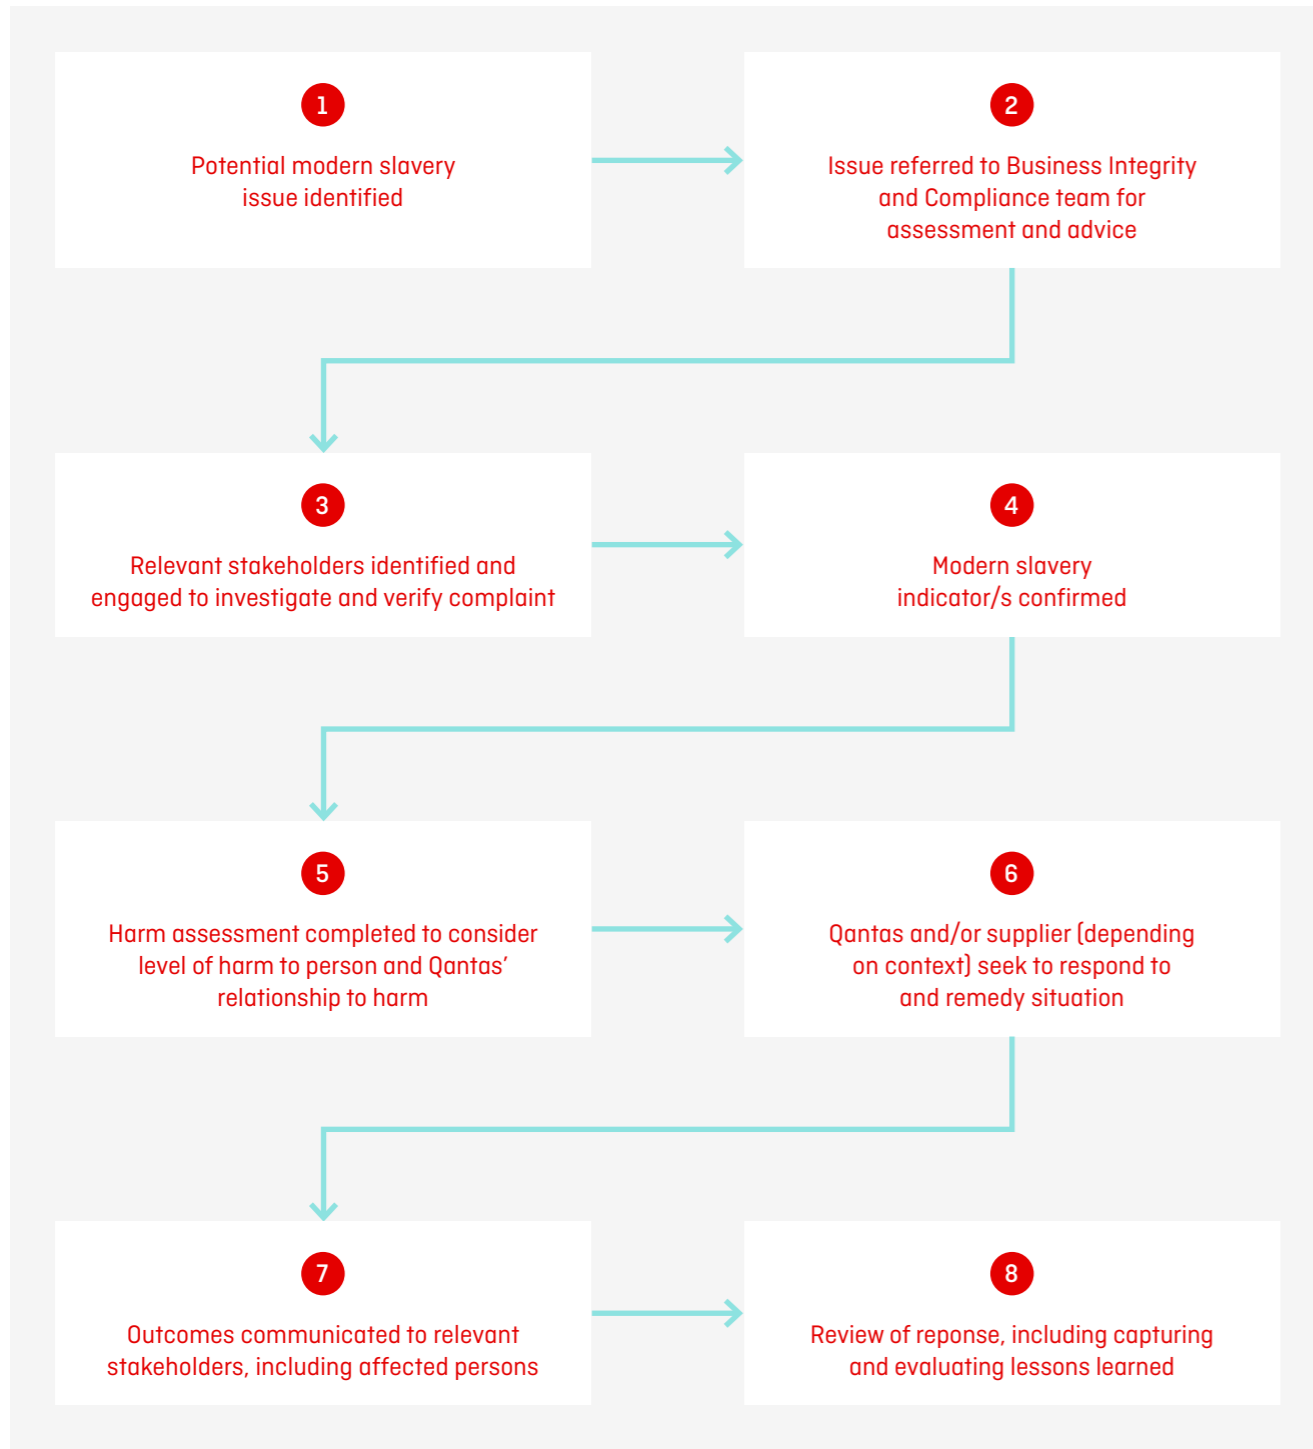 1
Potential modern slavery
issue identified
2
Issue referred to Business Integrity
and Compliance team for
assessment and advice
3
Relevant stakeholders identified and
engaged to investigate and verify complaint
4
Modern slavery
indicator/s confirmed
5
Harm assessment completed to consider
level of harm to person and Qantas’
relationship to harm
6
Qantas and/or supplier (depending
on context) seek to respond to
and remedy situation
7
Outcomes communicated to relevant
stakeholders, including affected persons
8
Review of reponse, including capturing
and evaluating lessons learned